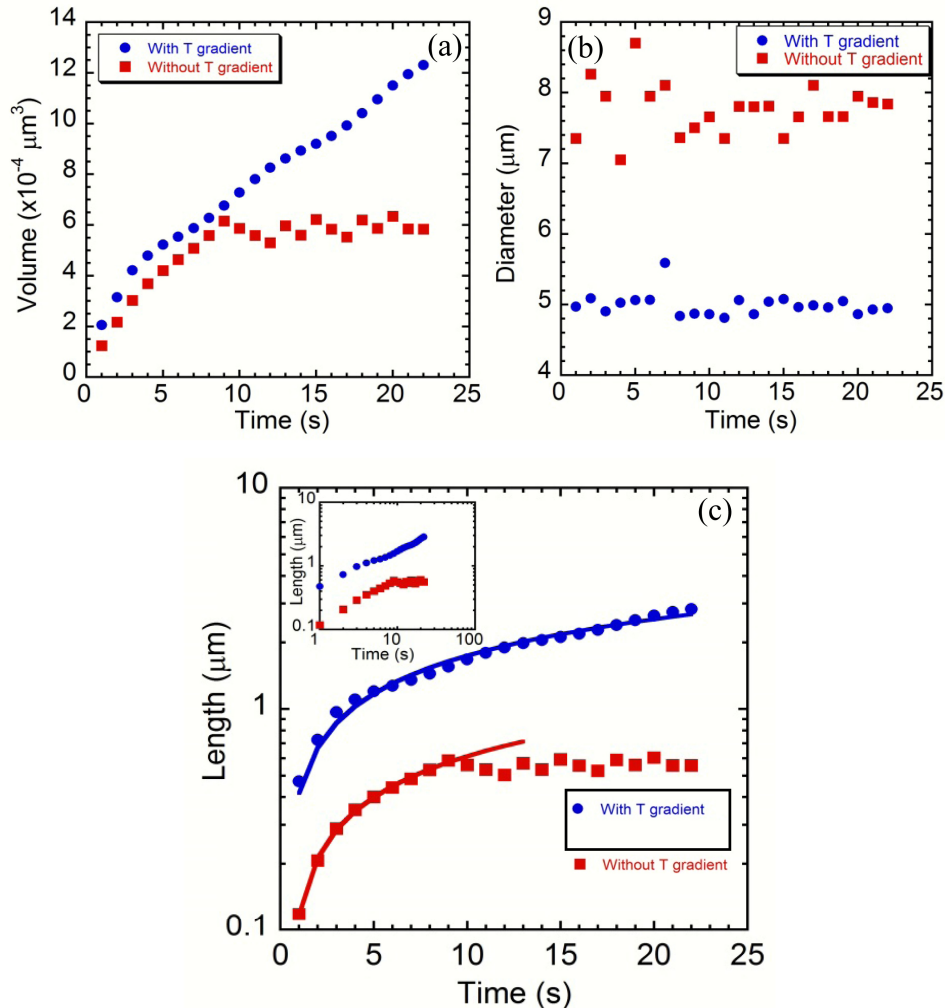 (a)
With T gradient
Without T gradient
Volume (x10-4 μm3)
14
12
10
8
6
4
2
0
0 5 10 15 20 25
Time (s)
(b)
With T gradient
Without T gradient
Diameter (μm)
9
8
7
6
5
4
0 5 10 15 20 25
Time (s)
(c)
Length (μm)
10
1
0.1
Length (μm)
10
1
0.1
1 10 100
Time (s)
With T gradient
Without T gradient
0 5 10 15 20 25
Time (s)